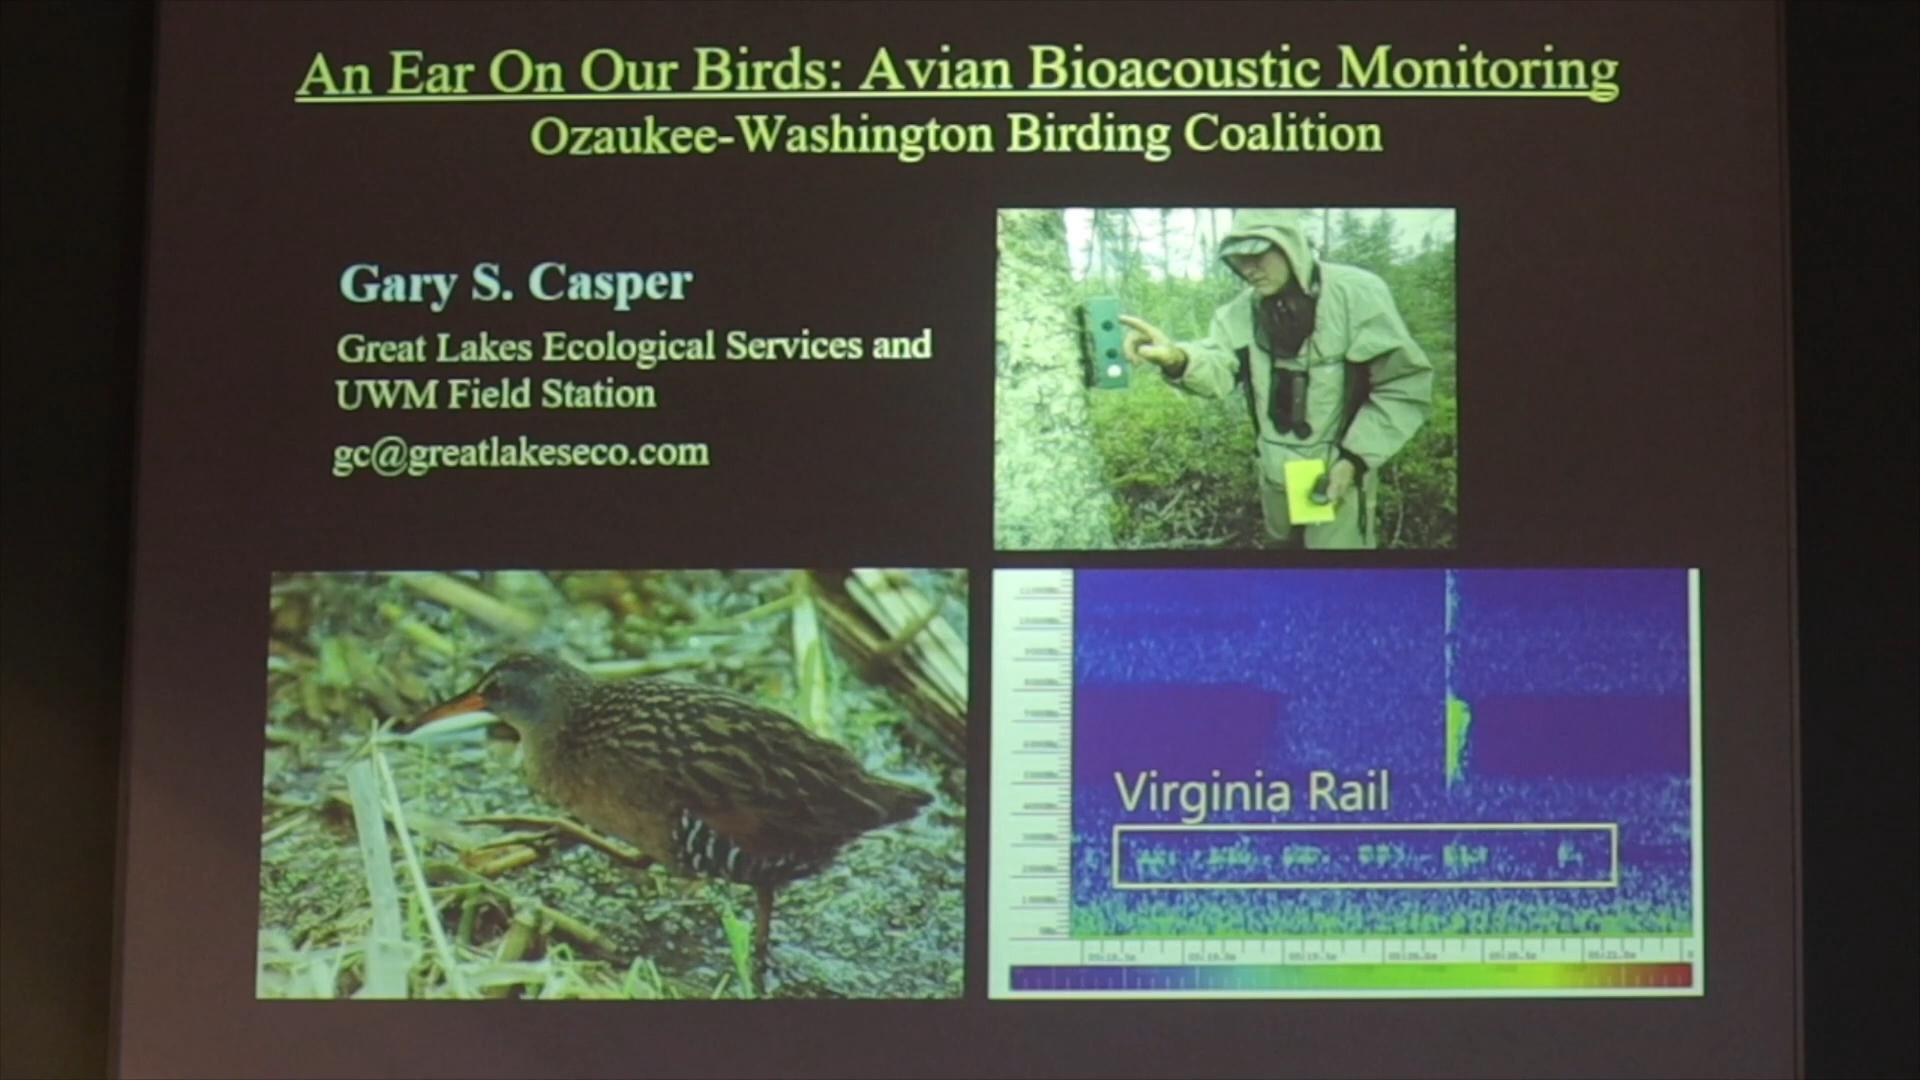 An Ear On Our Birds: Avian Bioacoustic Monitoring
Ozaukee-Washington Birding Coalition
Gary S. Casper
Great Lakes Ecological Services and
UWM Field Station
gc@greatlakeseco.com
Virginia Rail